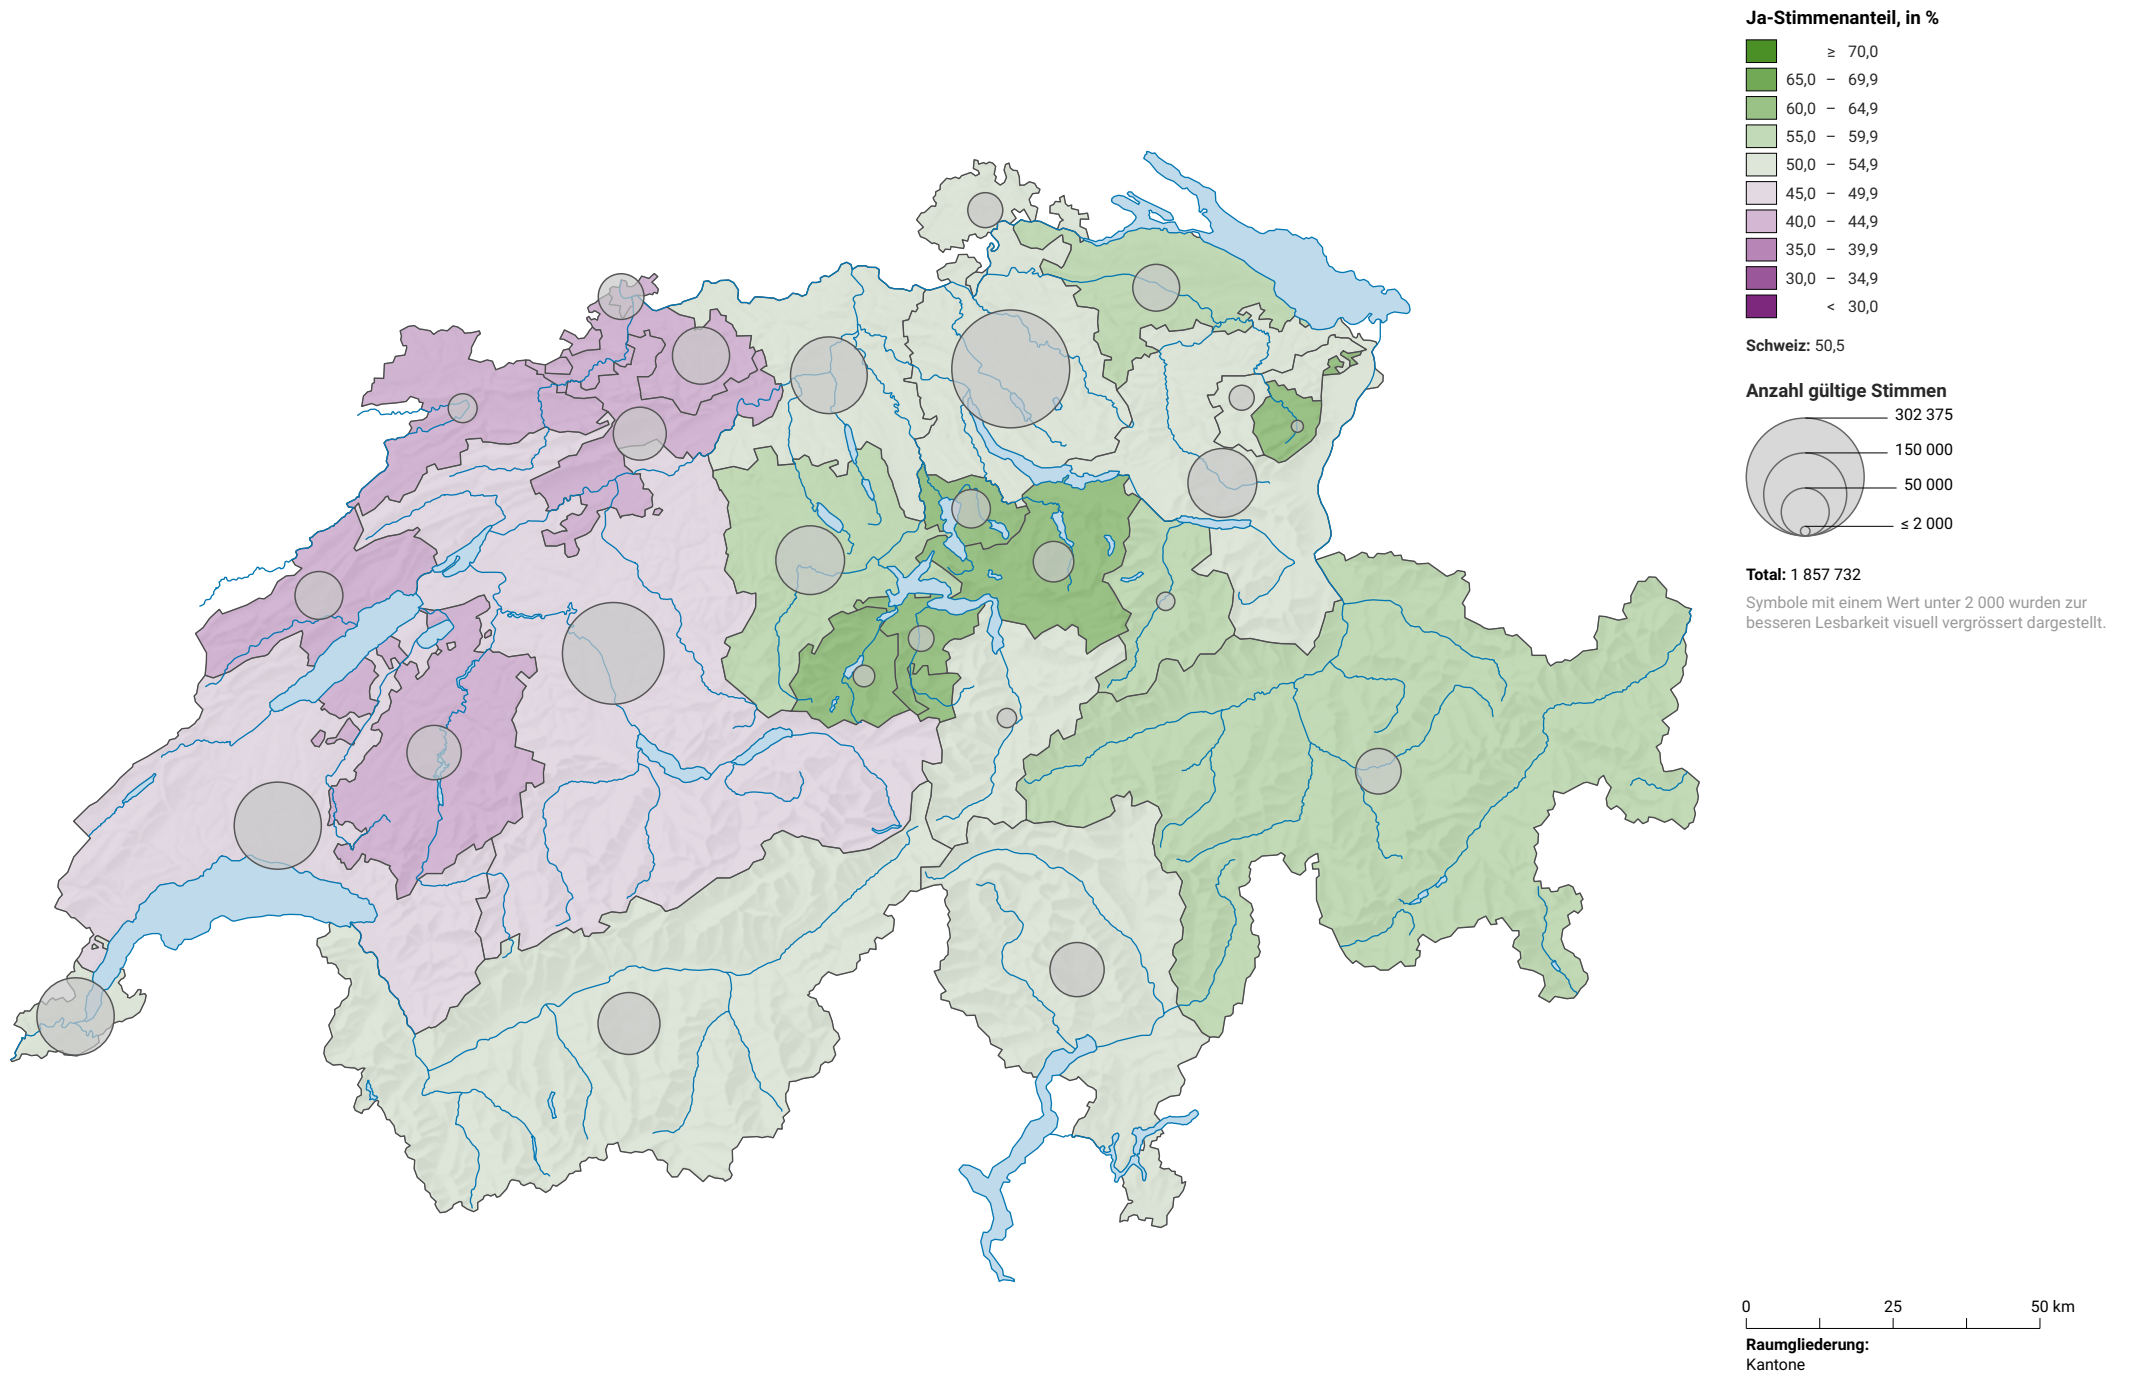 Ja-Stimmenanteil, in %
≥ 70,0
65,0 – 69,9
60,0 – 64,9
55,0 – 59,9
50,0 – 54,9
45,0 – 49,9
40,0 – 44,9
35,0 – 39,9
30,0 – 34,9
< 30,0
Schweiz: 50,5
Anzahl gültige Stimmen
302 375
150 000
50 000
≤ 2 000
Total: 1 857 732
Symbole mit einem Wert unter 2 000 wurden zur
besseren Lesbarkeit visuell vergrössert dargestellt.
0 25 50 km
Raumgliederung:
Kantone